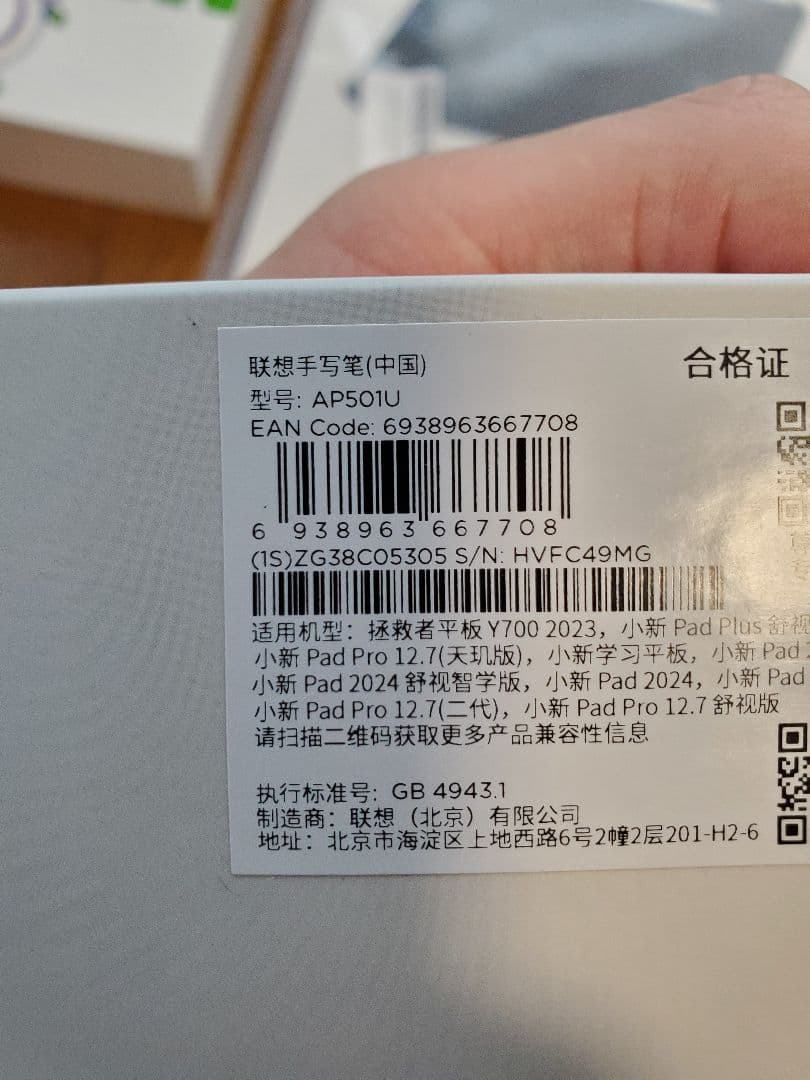 联想手写笔(中国)
合格证
型号: AP501U
EAN Code: 6938963667708
6 938963 667708
(1S)ZG38C05305 S/N: HVFC49MG
适用机型：拯救者平板 Y700 2023，小新 Pad Plus 舒视
小新 Pad Pro 12.7(天玑版)，小新学习平板，小新 Pad 2
小新 Pad 2024 舒视智学版，小新 Pad 2024，小新 Pad
小新 Pad Pro 12.7(二代)，小新 Pad Pro 12.7 舒视版
请扫描二维码获取更多产品兼容性信息
执行标准号: GB 4943.1
制造商：联想（北京）有限公司
地址：北京市海淀区上地西路6号2幢2层201-H2-6